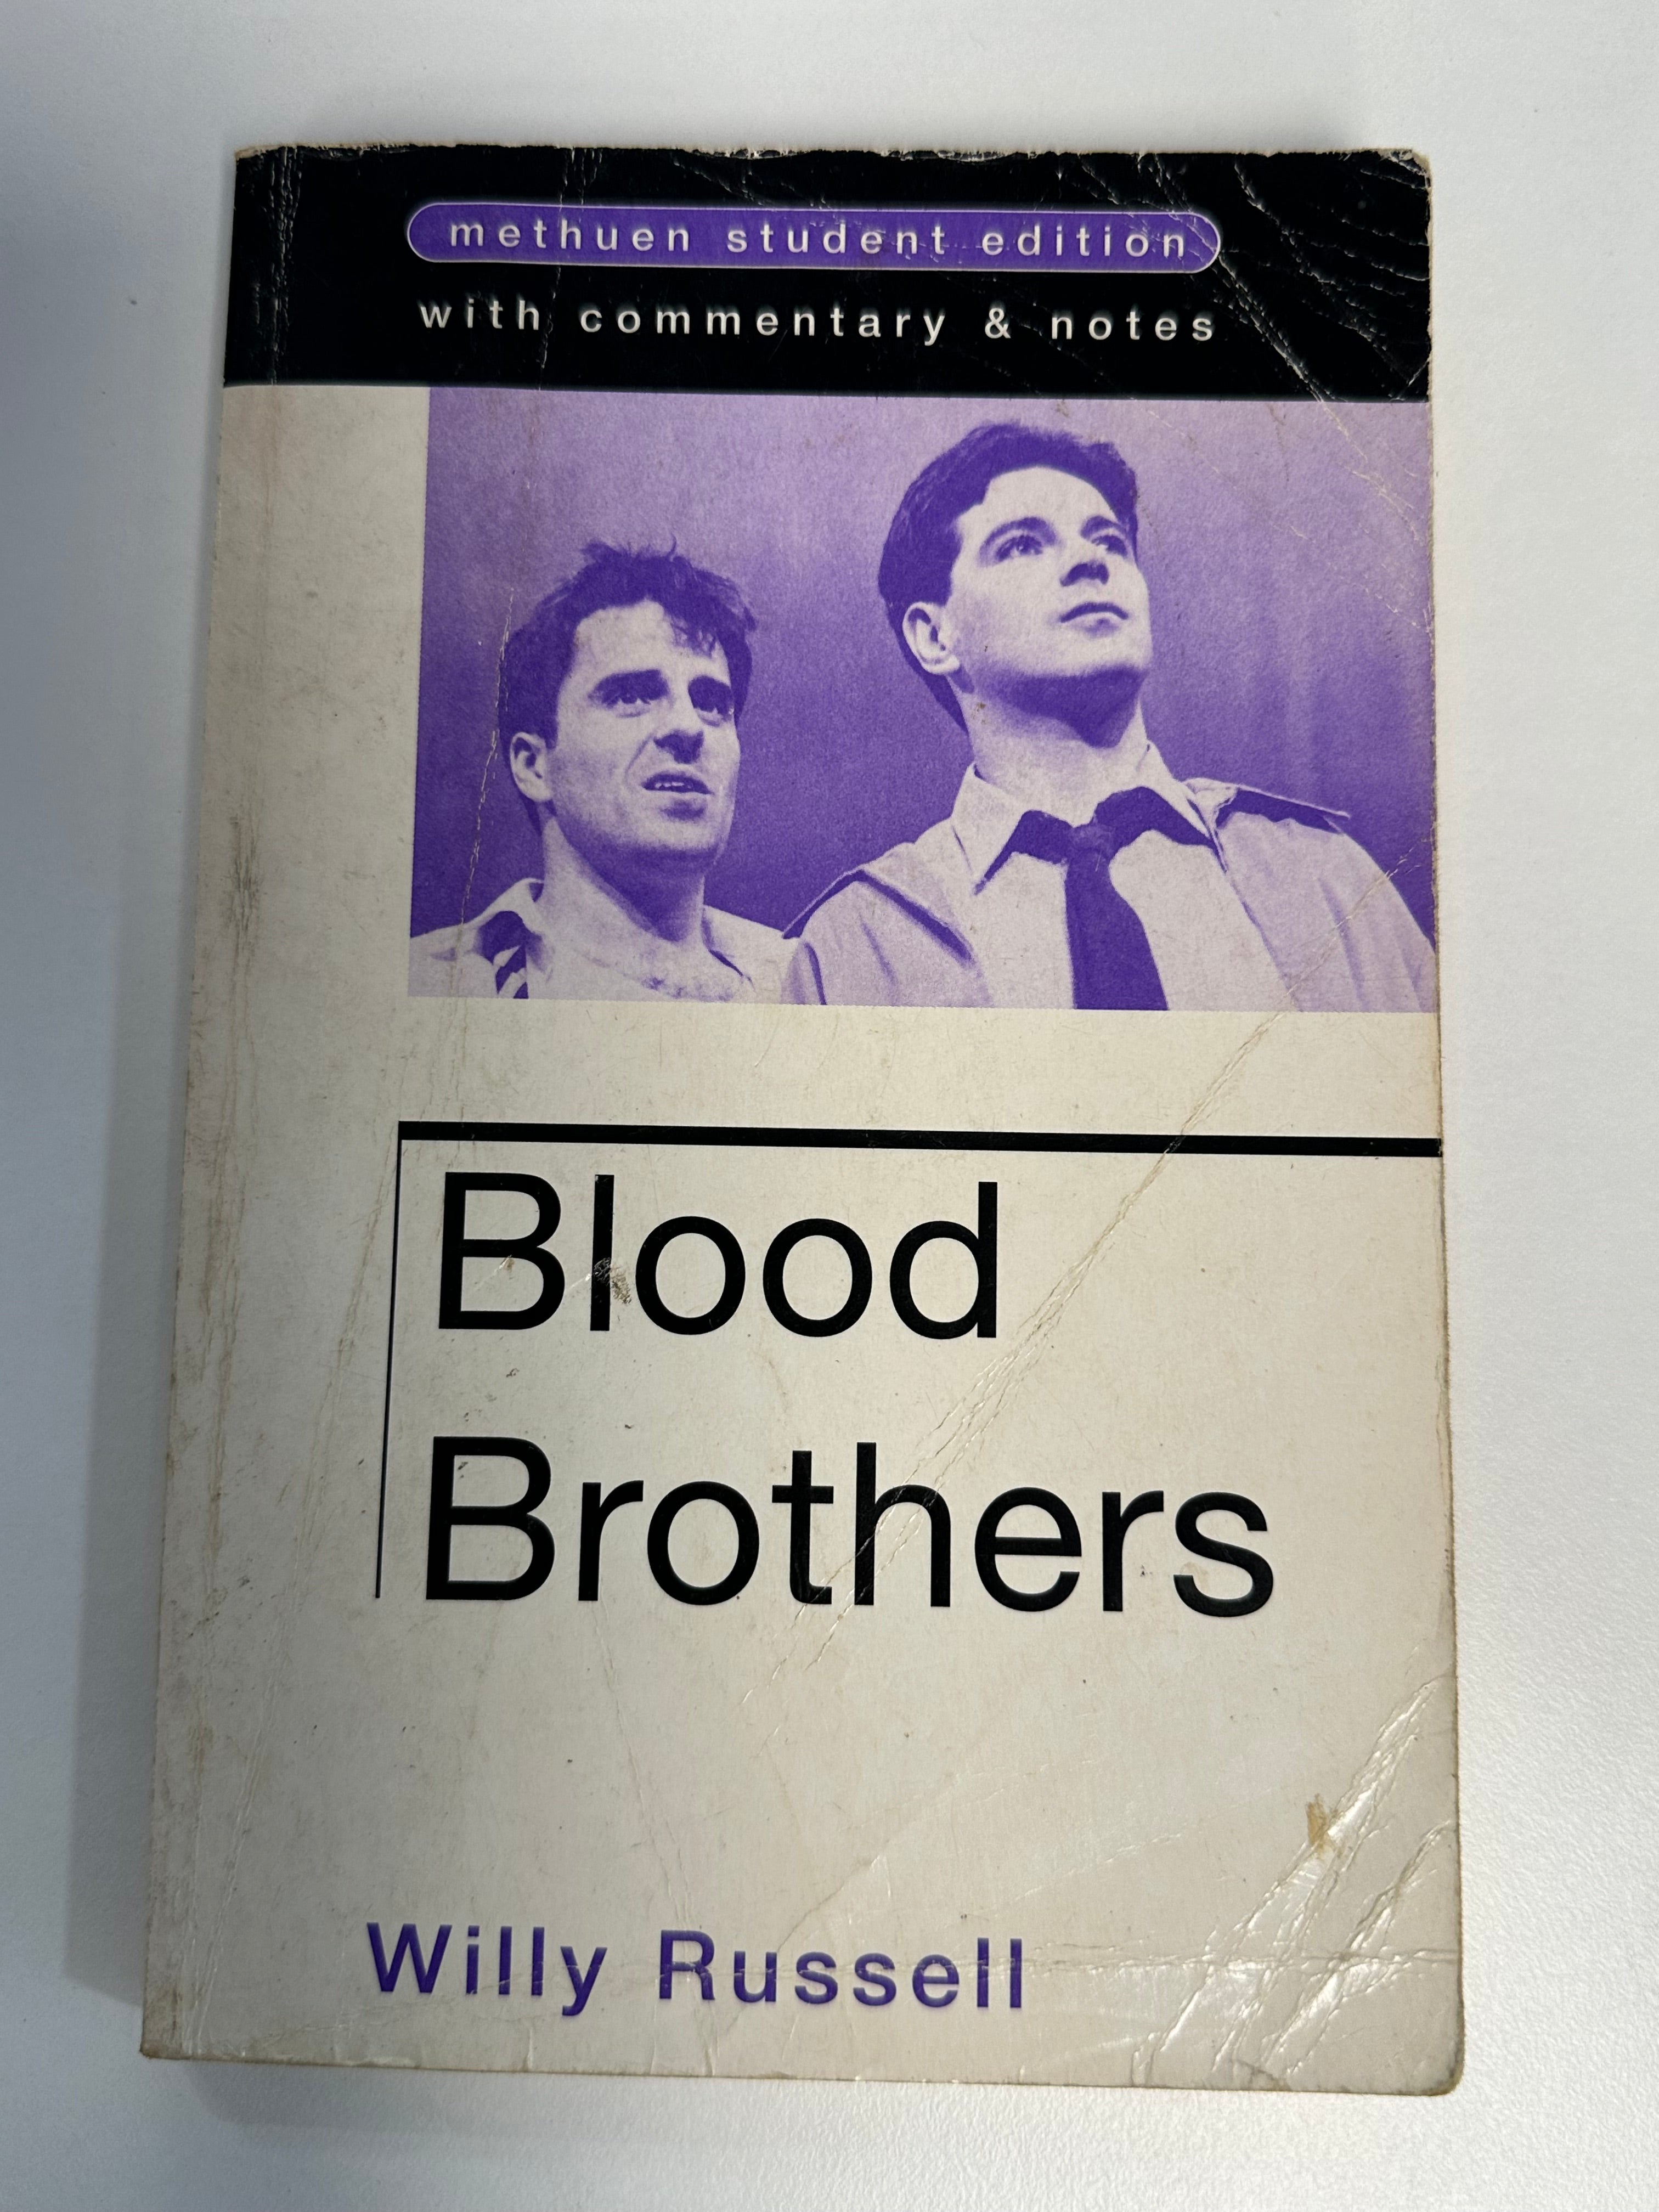 methuen student edition
with commentary & notes
Blood
Brothers
Willy Russell